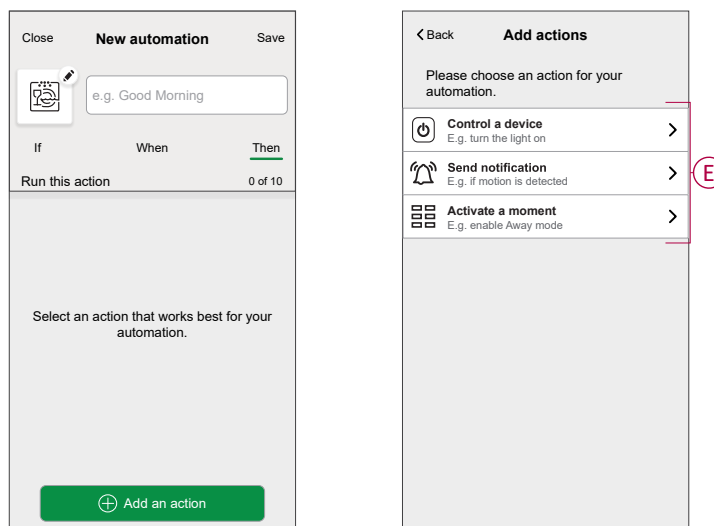 Close New automation Save
e.g. Good Morning
If When Then
Run this action 0 of 10
Select an action that works best for your
automation.
Add an action
Back Add actions
Please choose an action for your
automation.
Control a device
E.g. turn the light on
Send notification
E.g. if motion is detected
Activate a moment
E.g. enable Away mode
E